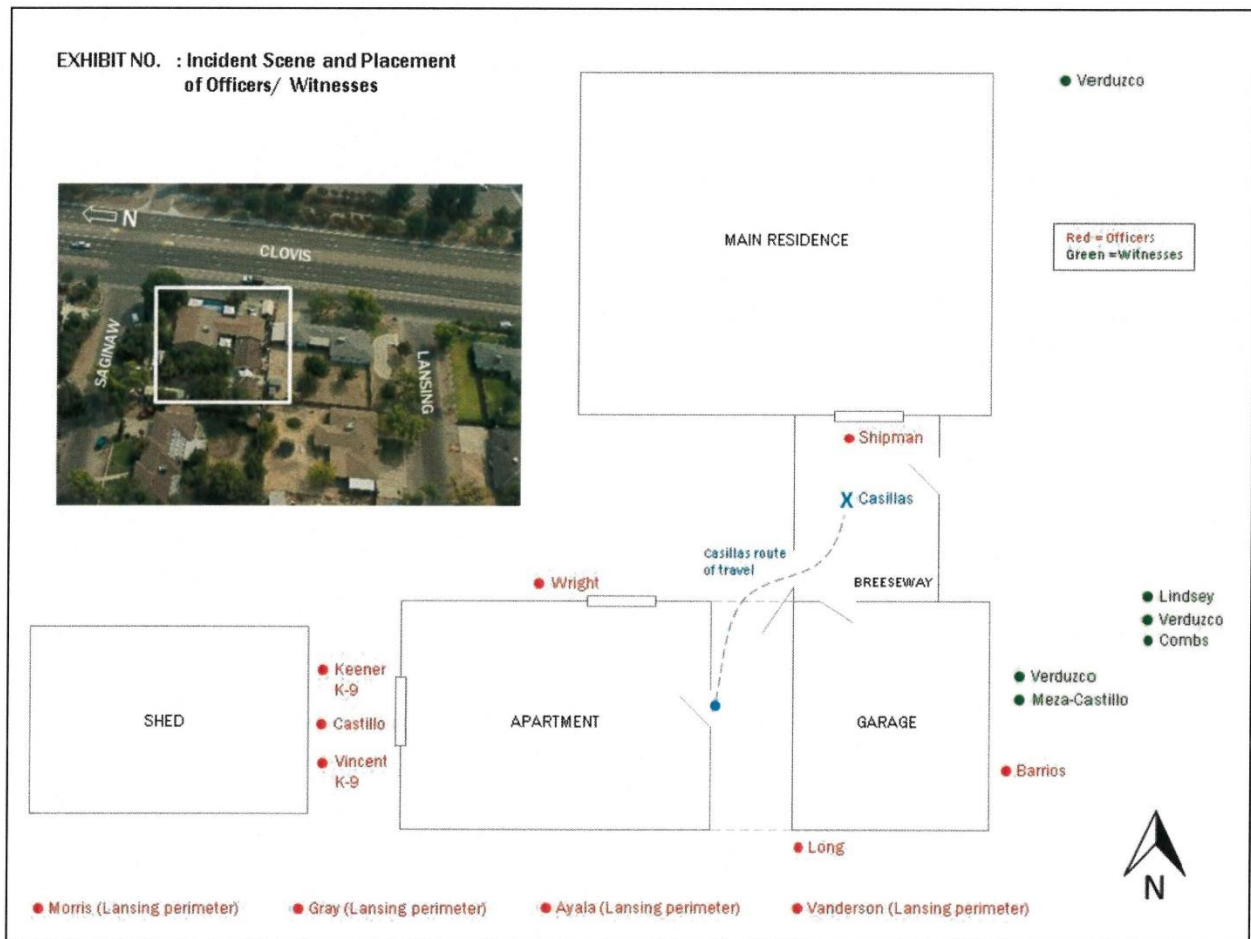 EXHIBIT NO.   : Incident Scene and Placement
of Officers/ Witnesses
Verduzco
MAIN RESIDENCE
Red = Officers
Green =Witnesses
N
CLOVIS
SAGINAW
LANSING
Shipman
Casillas
Casillas route
of travel
BREESEWAY
Wright
Lindsey
Verduzco
Combs
Keener
K-9
Castillo
Vincent
K-9
SHED
APARTMENT
GARAGE
Verduzco
Meza-Castillo
Barrios
Long
N
Morris (Lansing perimeter)
Gray (Lansing perimeter)
Ayala (Lansing perimeter)
Vanderson (Lansing perimeter)